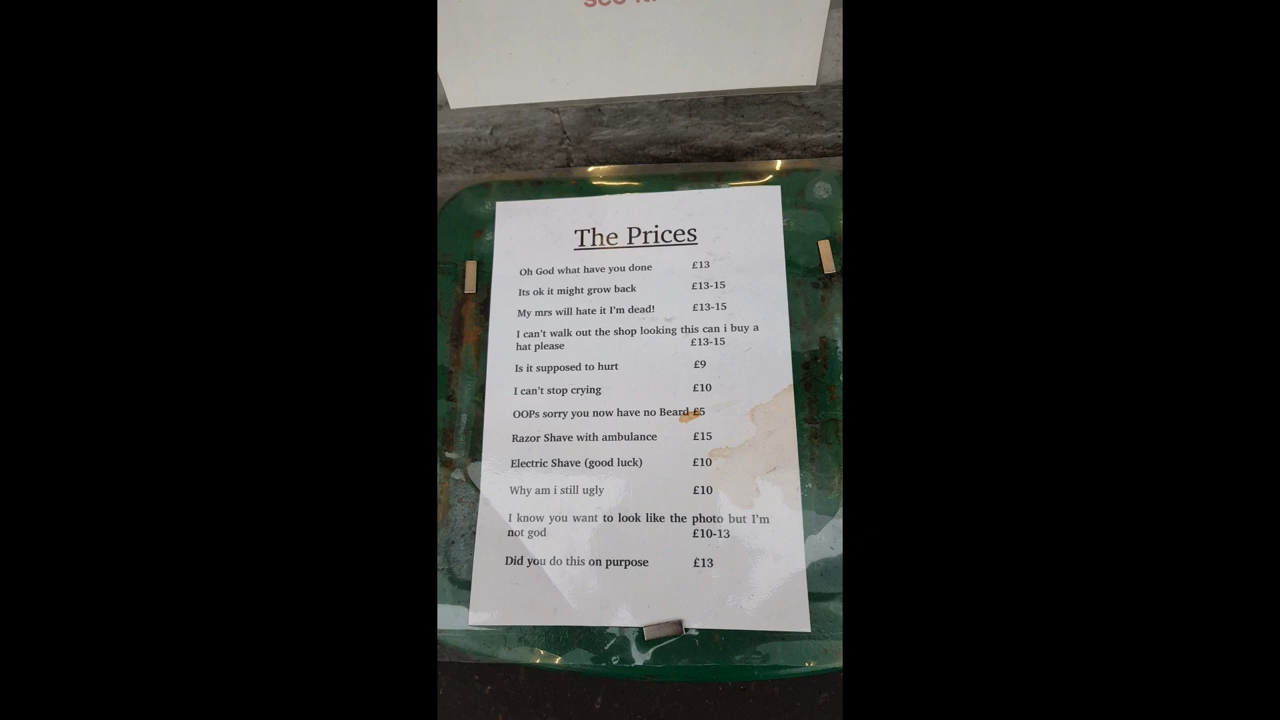 The Prices
Oh God what have you done £13
Its ok it might grow back £13-15
My mrs will hate it I'm dead! £13-15
I can't walk out the shop looking this can i buy a
hat please £13-15
Is it supposed to hurt £9
I can't stop crying £10
OOPs sorry you now have no Beard £5
Razor Shave with ambulance £15
Electric Shave (good luck) £10
Why am i still ugly £10
I know you want to look like the photo but I'm
not god £10-13
Did you do this on purpose £13